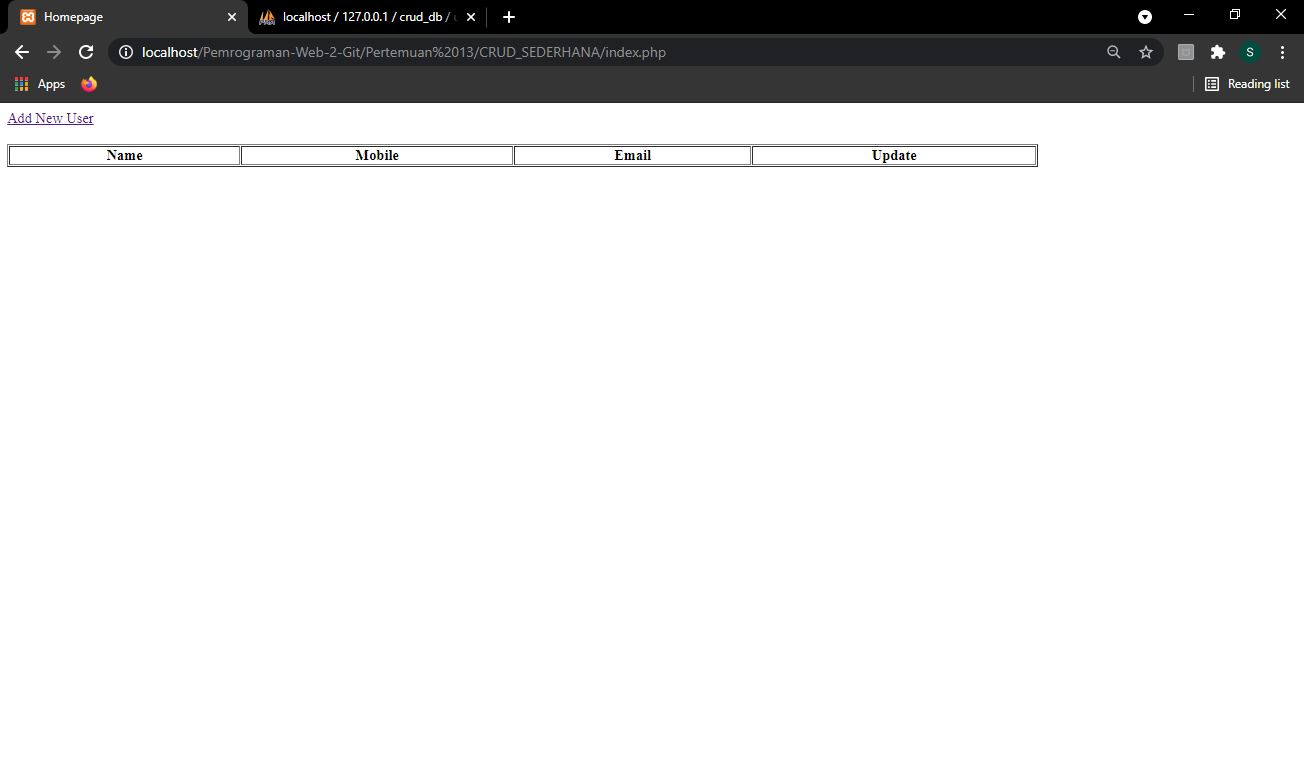 Homepage
localhost / 127.0.0.1 / crud_db /
localhost/Pemrograman-Web-2-Git/Pertemuan%2013/CRUD_SEDERHANA/index.php
S
Apps
Reading list
Add New User
Name Mobile Email Update